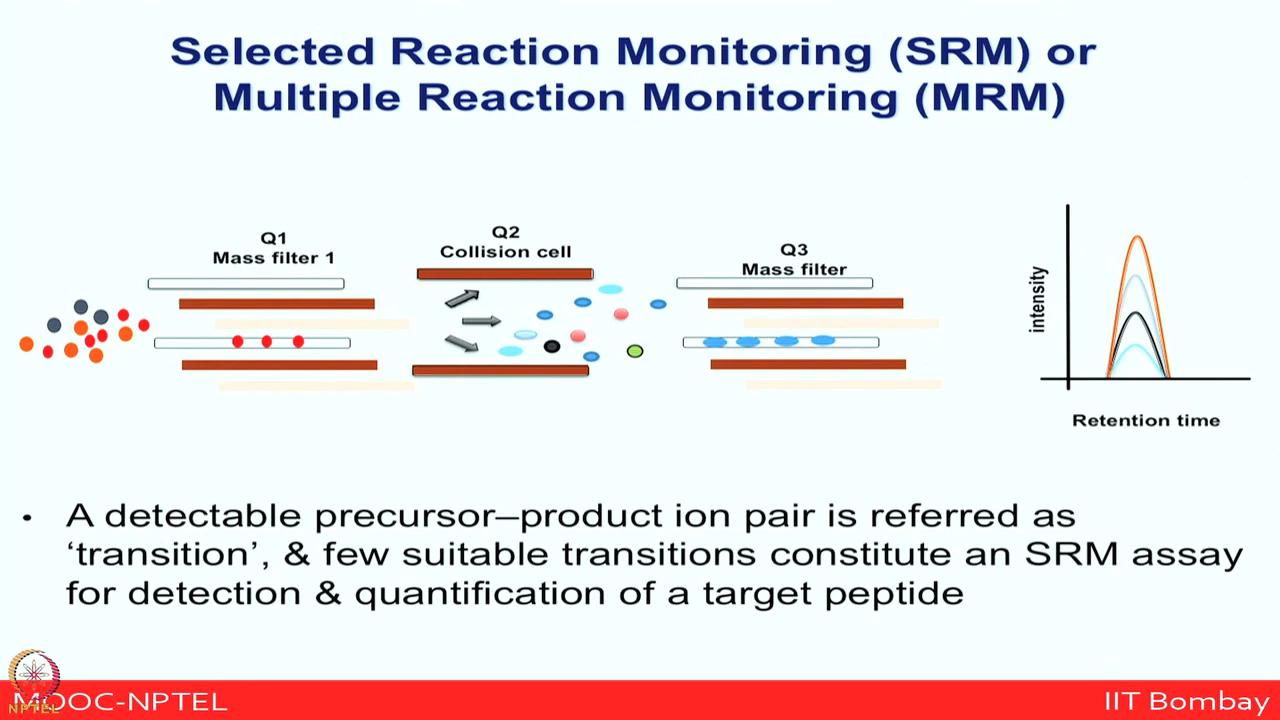 Selected Reaction Monitoring (SRM) or
Multiple Reaction Monitoring (MRM)
Q1
Mass filter 1
Q2
Collision cell
Q3
Mass filter
intensity
Retention time
• A detectable precursor–product ion pair is referred as
‘transition’, & few suitable transitions constitute an SRM assay
for detection & quantification of a target peptide
NPTEL
MOOC-NPTEL
IIT Bombay